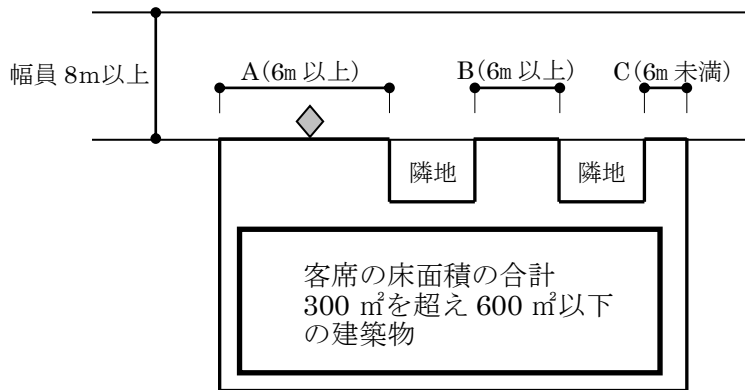 幅員 8m以上
A(6m 以上)
B(6m 以上)
C(6m 未満)
隣地
隣地
客席の床面積の合計
300 ㎡を超え 600 ㎡以下
の建築物